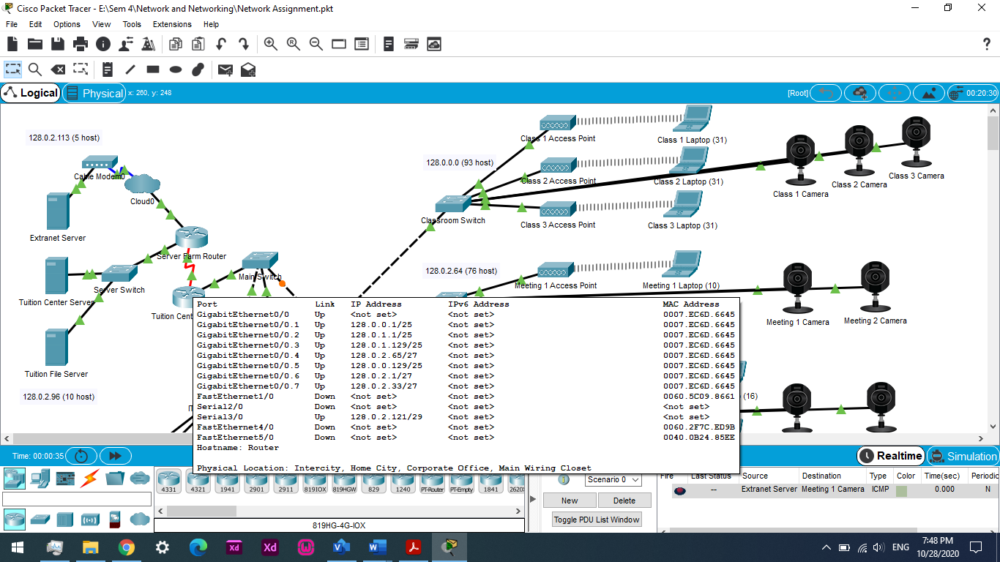 Cisco Packet Tracer - E:\Sem 4\Network and Networking\Network Assignment.pkt
File Edit Options View Tools Extensions Help
?
Logical Physical x: 260, y: 248 [Root] 00:20:30
128.0.2.113 (5 host)
Cable Modem0
Cloud0
Extranet Server
Server Farm Router
Main Switch
Server Switch
Tuition Center Server
Tuition Cent
Tuition File Server
128.0.2.96 (10 host)
128.0.0.0 (93 host)
Classroom Switch
Class 1 Access Point
Class 1 Laptop (31)
Class 2 Access Point
Class 2 Laptop (31)
Class 3 Access Point
Class 3 Laptop (31)
Class 1 Camera
Class 2 Camera
Class 3 Camera
128.0.2.64 (76 host)
Meeting 1 Access Point
Meeting 1 Laptop (10)
Meeting 1 Camera
Meeting 2 Camera
(16)
Port Link IP Address IPv6 Address MAC Address
GigabitEthernet0/0 Up <not set> <not set> 0007.EC6D.6645
GigabitEthernet0/0.1 Up 128.0.0.1/25 <not set> 0007.EC6D.6645
GigabitEthernet0/0.2 Up 128.0.1.1/25 <not set> 0007.EC6D.6645
GigabitEthernet0/0.3 Up 128.0.1.129/25 <not set> 0007.EC6D.6645
GigabitEthernet0/0.4 Up 128.0.2.65/27 <not set> 0007.EC6D.6645
GigabitEthernet0/0.5 Up 128.0.0.129/25 <not set> 0007.EC6D.6645
GigabitEthernet0/0.6 Up 128.0.2.1/27 <not set> 0007.EC6D.6645
GigabitEthernet0/0.7 Up 128.0.2.33/27 <not set> 0007.EC6D.6645
FastEthernet1/0 Down <not set> <not set> 0060.5C09.8661
Serial2/0 Down <not set> <not set> <not set>
Serial3/0 Up 128.0.2.121/29 <not set> <not set>
FastEthernet4/0 Down <not set> <not set> 0060.2F7C.ED9B
FastEthernet5/0 Down <not set> <not set> 0040.0B24.85EE
Hostname: Router
Physical Location: Intercity, Home City, Corporate Office, Main Wiring Closet
Time: 00:00:35
Realtime Simulation
4331 4321 1941 2901 2911 819IOX 819HGW 829 1240 PT-Router PT-Empty 1841 2620X
819HG-4G-IOX
Scenario 0
New Delete
Toggle PDU List Window
Fire Last Status Source Destination Type Color Time(sec) Periodic
-- Extranet Server Meeting 1 Camera ICMP 0.000 N
Xd Xd
ENG
7:48 PM
10/28/2020